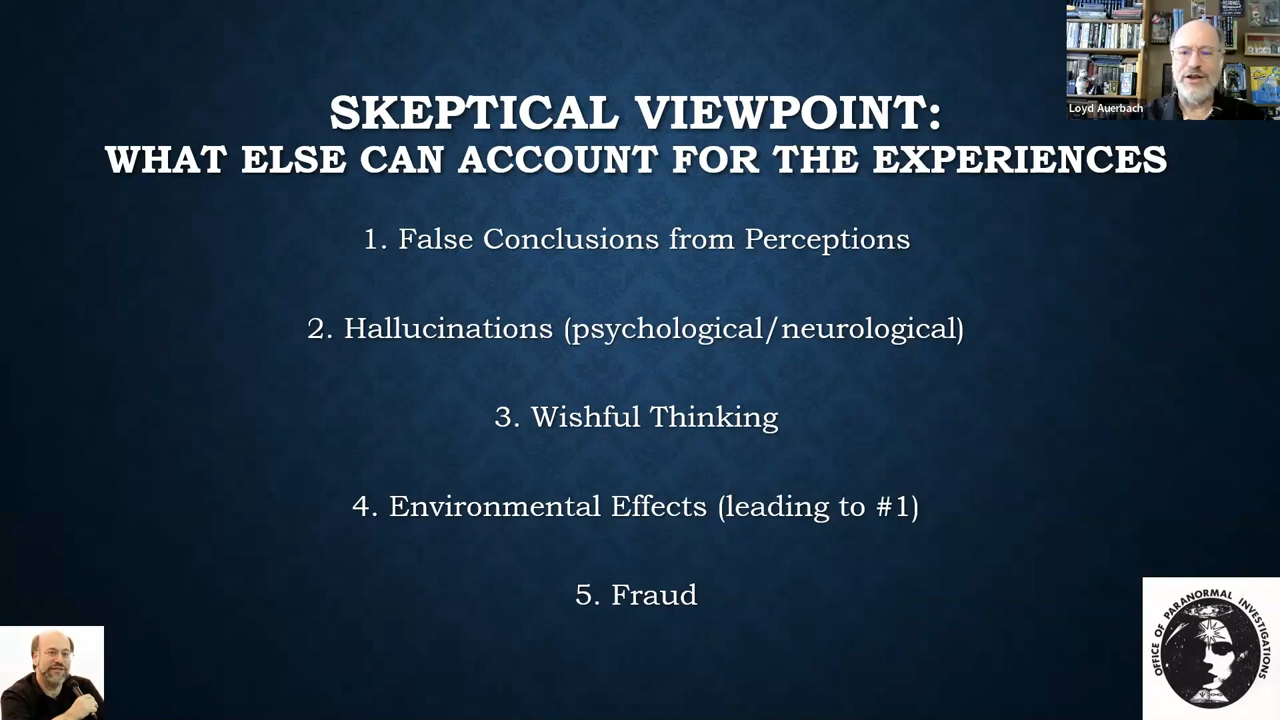 Loyd Auerbach
SKEPTICAL VIEWPOINT:
WHAT ELSE CAN ACCOUNT FOR THE EXPERIENCES
1. False Conclusions from Perceptions
2. Hallucinations (psychological/neurological)
3. Wishful Thinking
4. Environmental Effects (leading to #1)
5. Fraud
OFFICE OF PARANORMAL INVESTIGATIONS